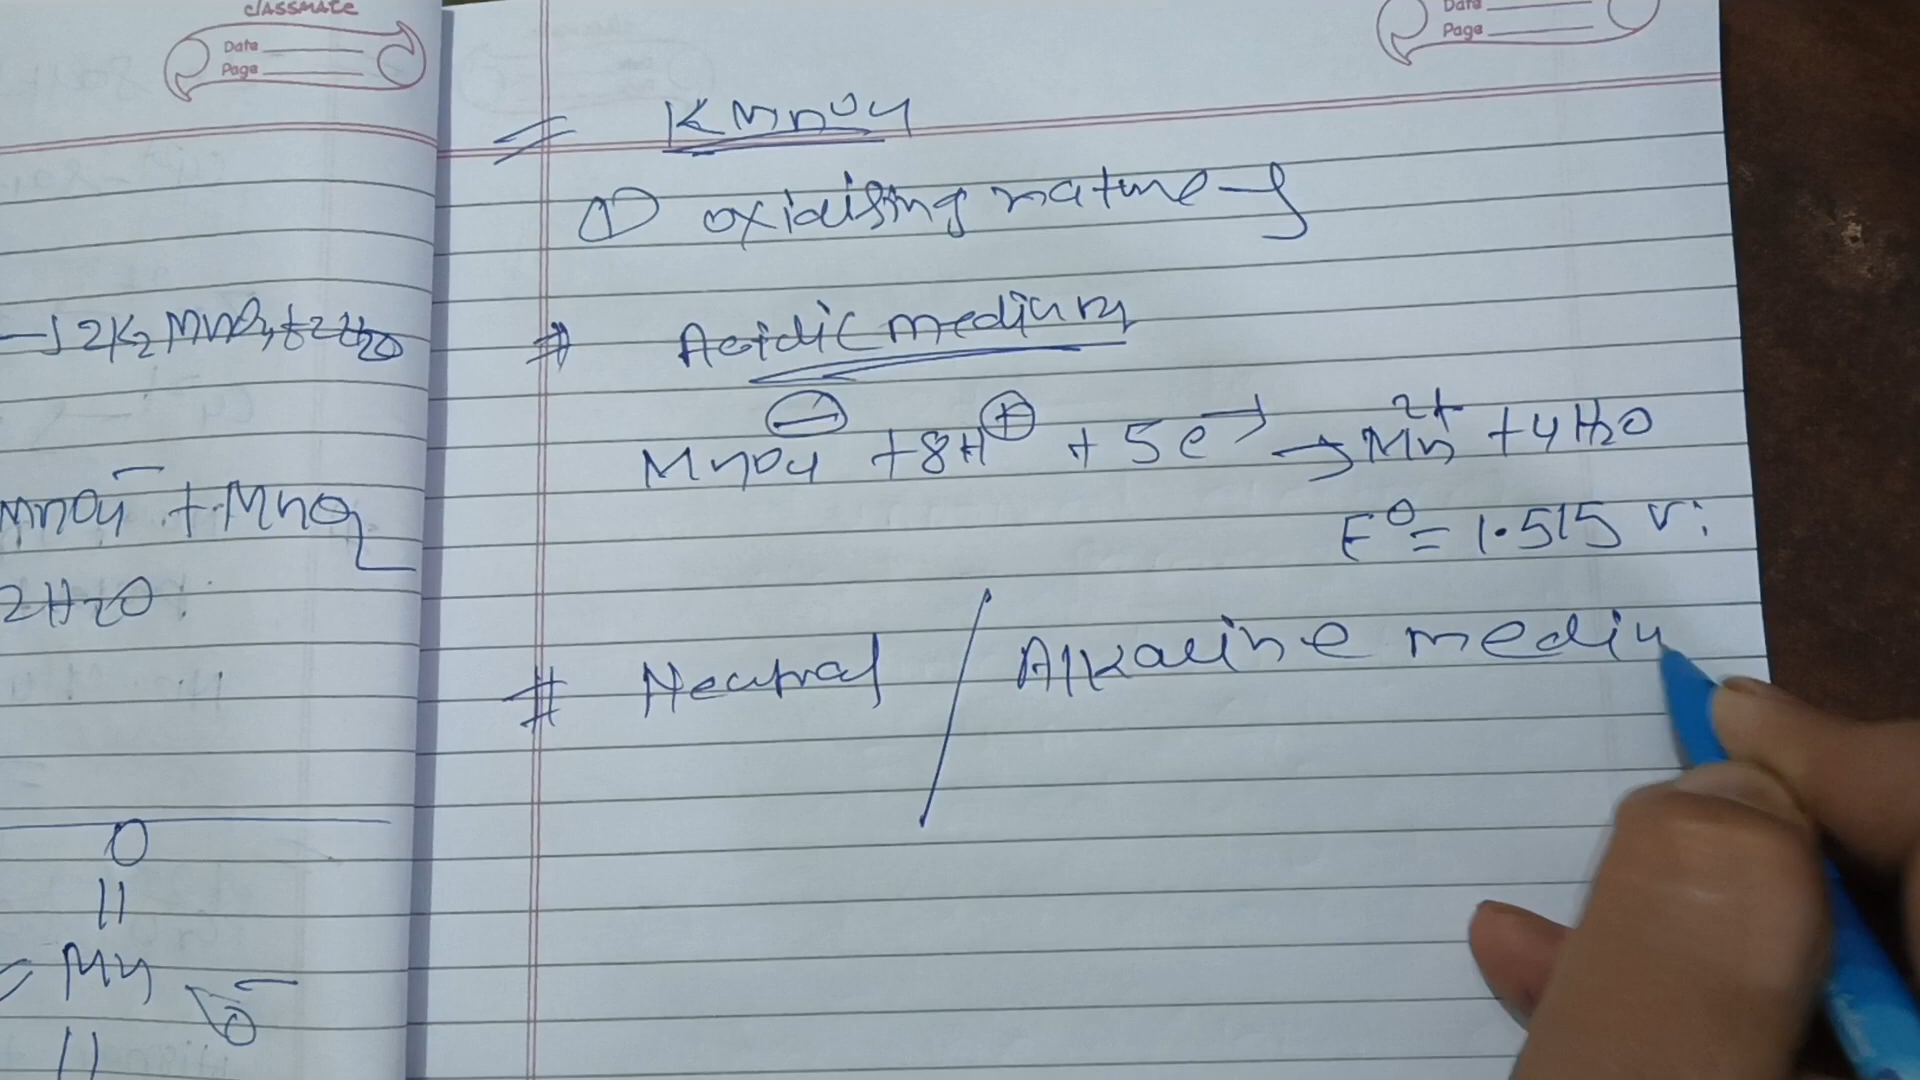 classmate
Date
Page
→ 2K2MnO4 + 2H2O
MnO4⁻ + MnO2
2H2O
O
||
= Mn
O⁻
||
Date
Page
KMnO4
① oxidising nature
# Acidic medium
MnO4⊖ + 8H⊕ + 5e⁻ → Mn²⁺ + 4H2O
E⁰ = 1.515 V.
# Neutral / Alkaline mediu